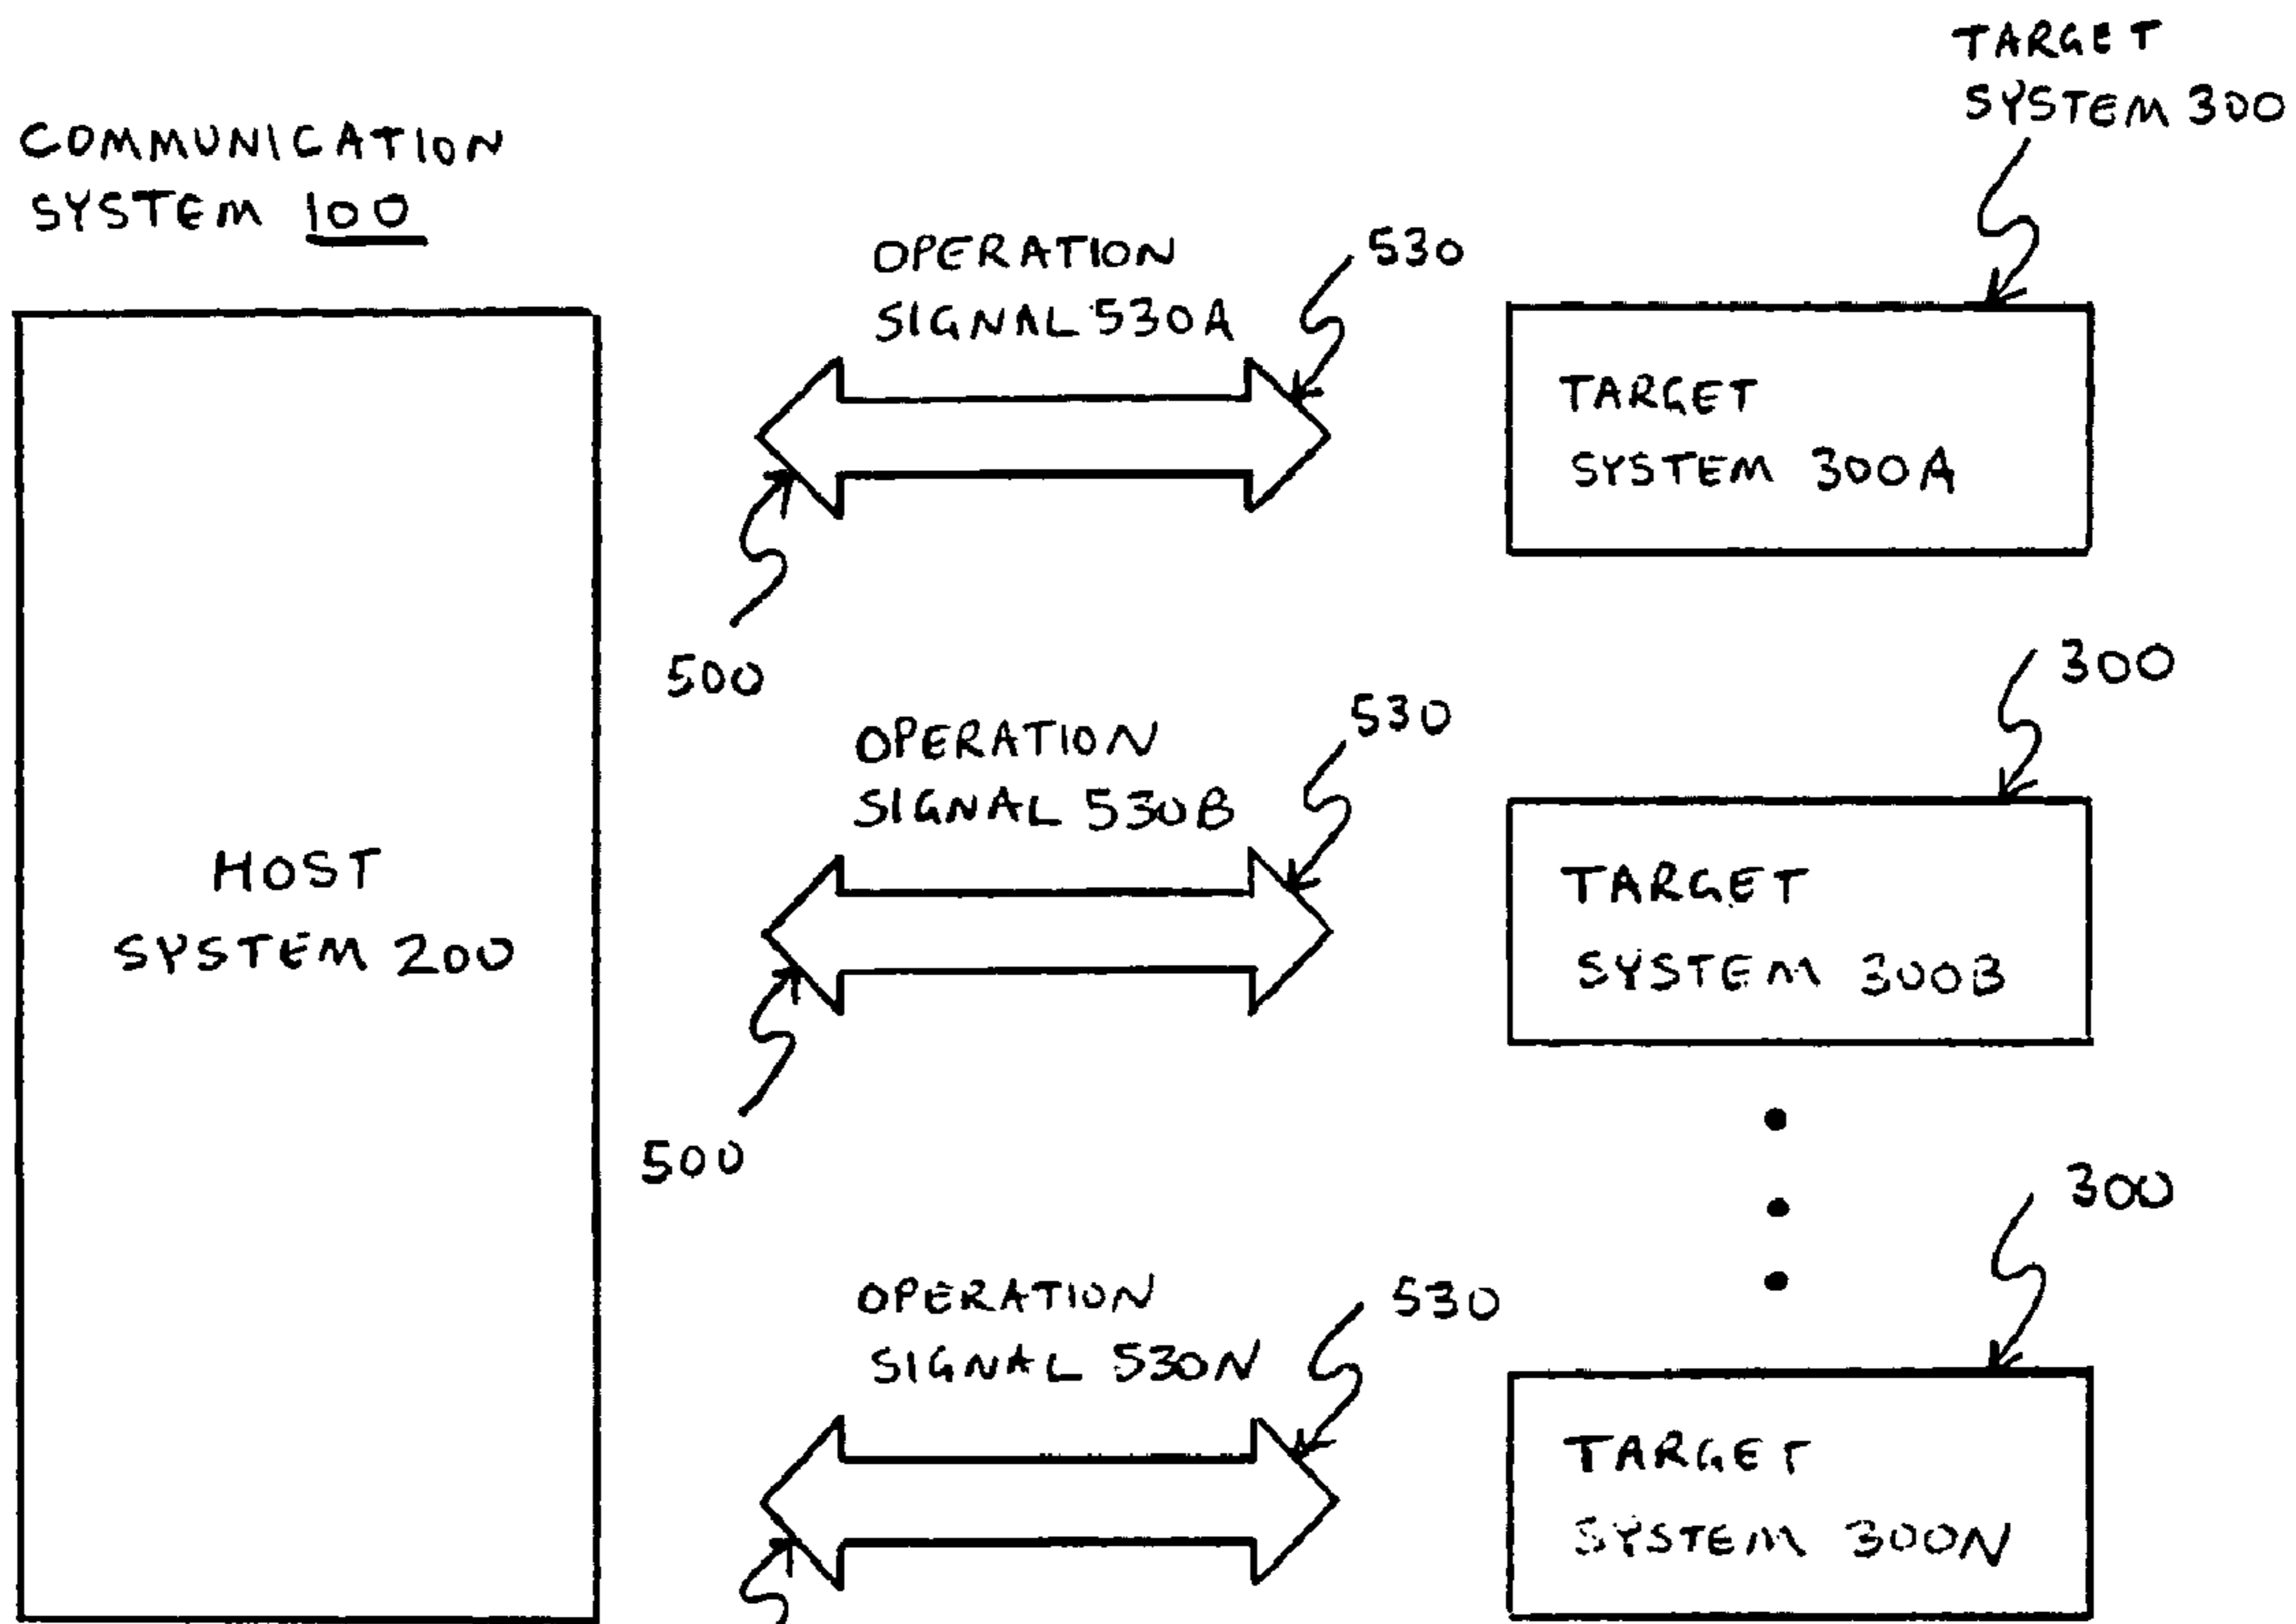 TARGET
SYSTEM 300
COMMUNICATION
SYSTEM 100
OPERATION
SIGNAL 530A
530
TARGET
SYSTEM 300A
500
300
OPERATION
SIGNAL 530B
530
HOST
SYSTEM 200
TARGET
SYSTEM 300B
500
300
OPERATION
SIGNAL 530N
530
TARGET
SYSTEM 300N